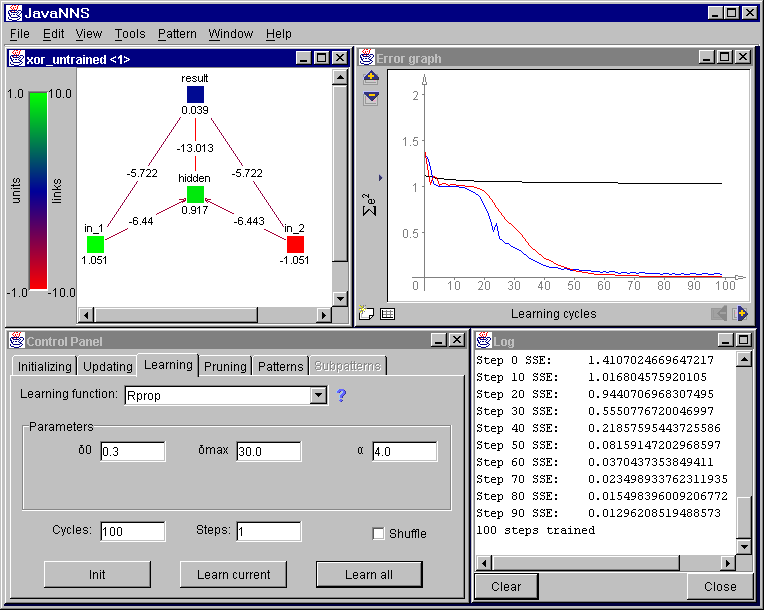 JavaNNS
File Edit View Tools Pattern Window Help
xor_untrained <1>
1.0 10.0
units
links
-1.0 -10.0
result
0.039
-13.013
-5.722 -5.722
hidden
0.917
-6.44 -6.443
in_1 in_2
1.051 -1.051
Error graph
2
1.5
1
0.5
∑e²
0 10 20 30 40 50 60 70 80 90 100
Learning cycles
Control Panel
Initializing Updating Learning Pruning Patterns Subpatterns
Learning function: Rprop ?
Parameters
δ0 0.3 δmax 30.0 α 4.0
Cycles: 100 Steps: 1 Shuffle
Init Learn current Learn all
Log
Step 0 SSE: 1.4107024669647217
Step 10 SSE: 1.016804575920105
Step 20 SSE: 0.9440706968307495
Step 30 SSE: 0.5550776720046997
Step 40 SSE: 0.21857595443725586
Step 50 SSE: 0.08159147202968597
Step 60 SSE: 0.0370437353849411
Step 70 SSE: 0.023498933762311935
Step 80 SSE: 0.015498396009206772
Step 90 SSE: 0.01296208519488573
100 steps trained
Clear Close